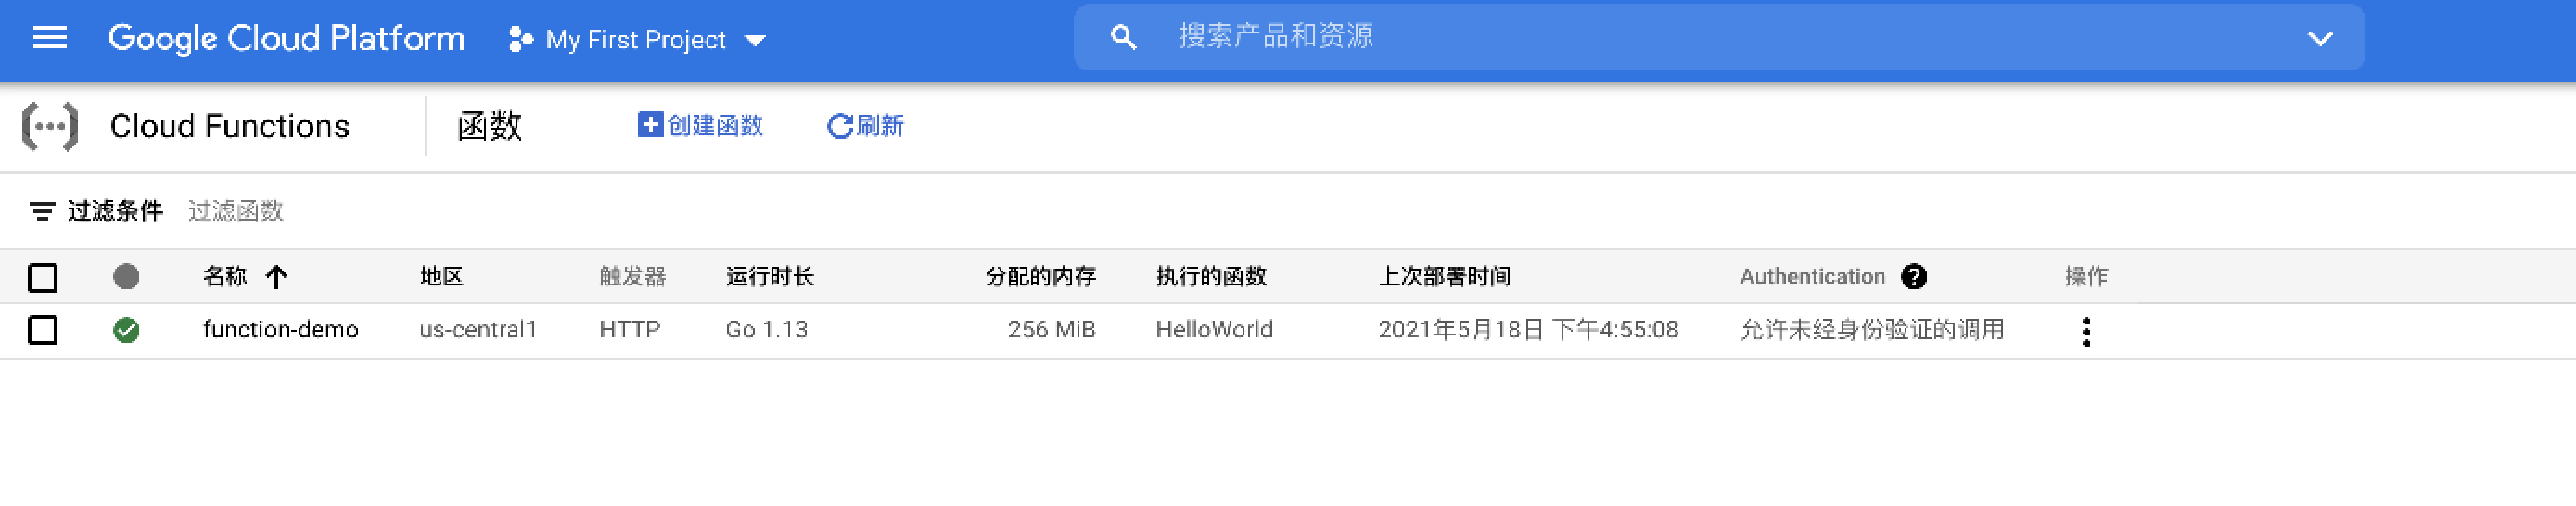 Google Cloud Platform My First Project 搜索产品和资源
Cloud Functions 函数 创建函数 刷新
过滤条件 过滤函数
名称 地区 触发器 运行时长 分配的内存 执行的函数 上次部署时间 Authentication 操作
function-demo us-central1 HTTP Go 1.13 256 MiB HelloWorld 2021年5月18日 下午4:55:08 允许未经身份验证的调用